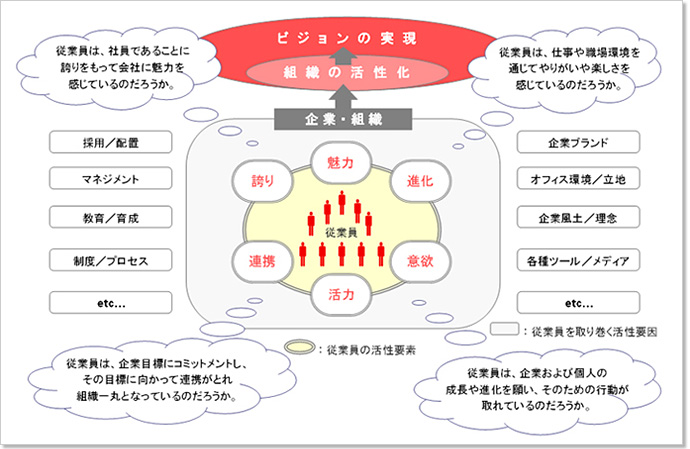 ビジョンの実現
組織の活性化
企業・組織
従業員は、社員であることに
誇りをもって会社に魅力を
感じているのだろうか。
従業員は、仕事や職場環境を
通じてやりがいや楽しさを
感じているのだろうか。
採用／配置
マネジメント
教育／育成
制度／プロセス
etc...
魅力
誇り
進化
従業員
連携
意欲
活力
企業ブランド
オフィス環境／立地
企業風土／理念
各種ツール／メディア
etc...
：従業員を取り巻く活性要因
：従業員の活性要素
従業員は、企業目標にコミットメントし、
その目標に向かって連携がとれ
組織一丸となっているのだろうか。
従業員は、企業および個人の
成長や進化を願い、そのための行動が
取れているのだろうか。